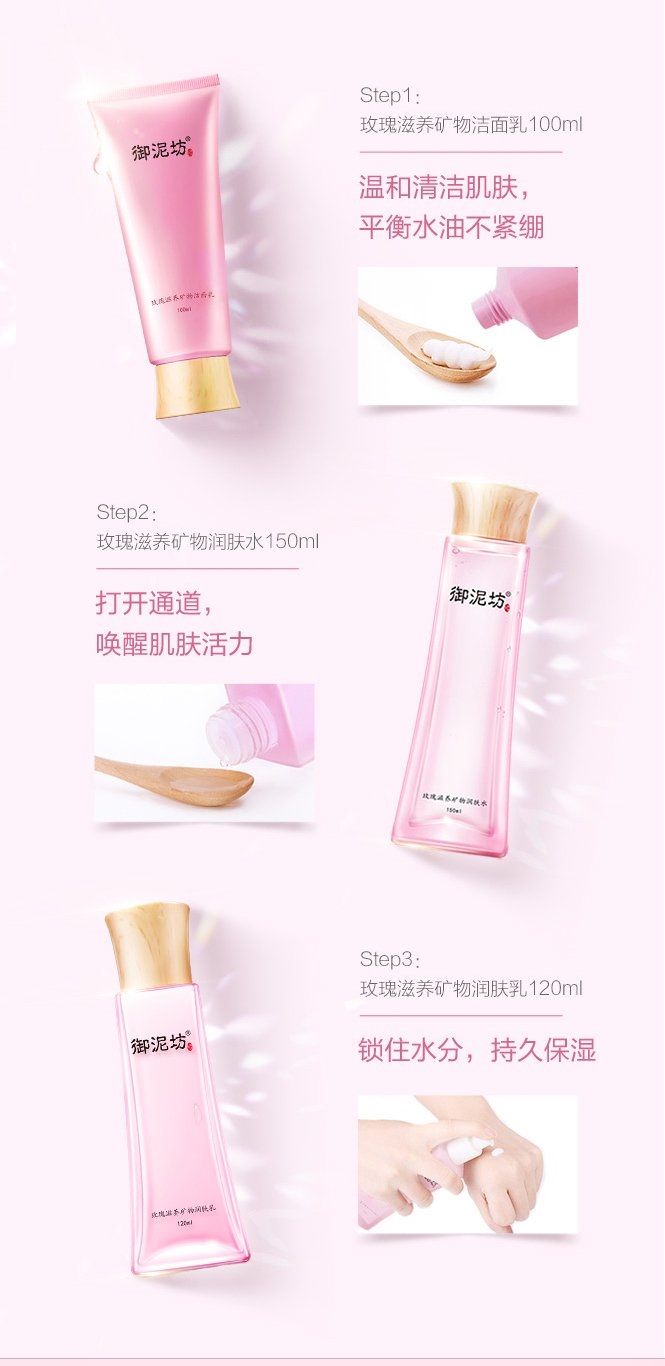 御泥坊®
玫瑰滋养矿物洁面乳
100ml
Step1：
玫瑰滋养矿物洁面乳100ml
温和清洁肌肤，
平衡水油不紧绷
Step2：
玫瑰滋养矿物润肤水150ml
打开通道，
唤醒肌肤活力
御泥坊®
玫瑰滋养矿物润肤水
150ml
御泥坊®
玫瑰滋养矿物润肤乳
120ml
Step3：
玫瑰滋养矿物润肤乳120ml
锁住水分，持久保湿